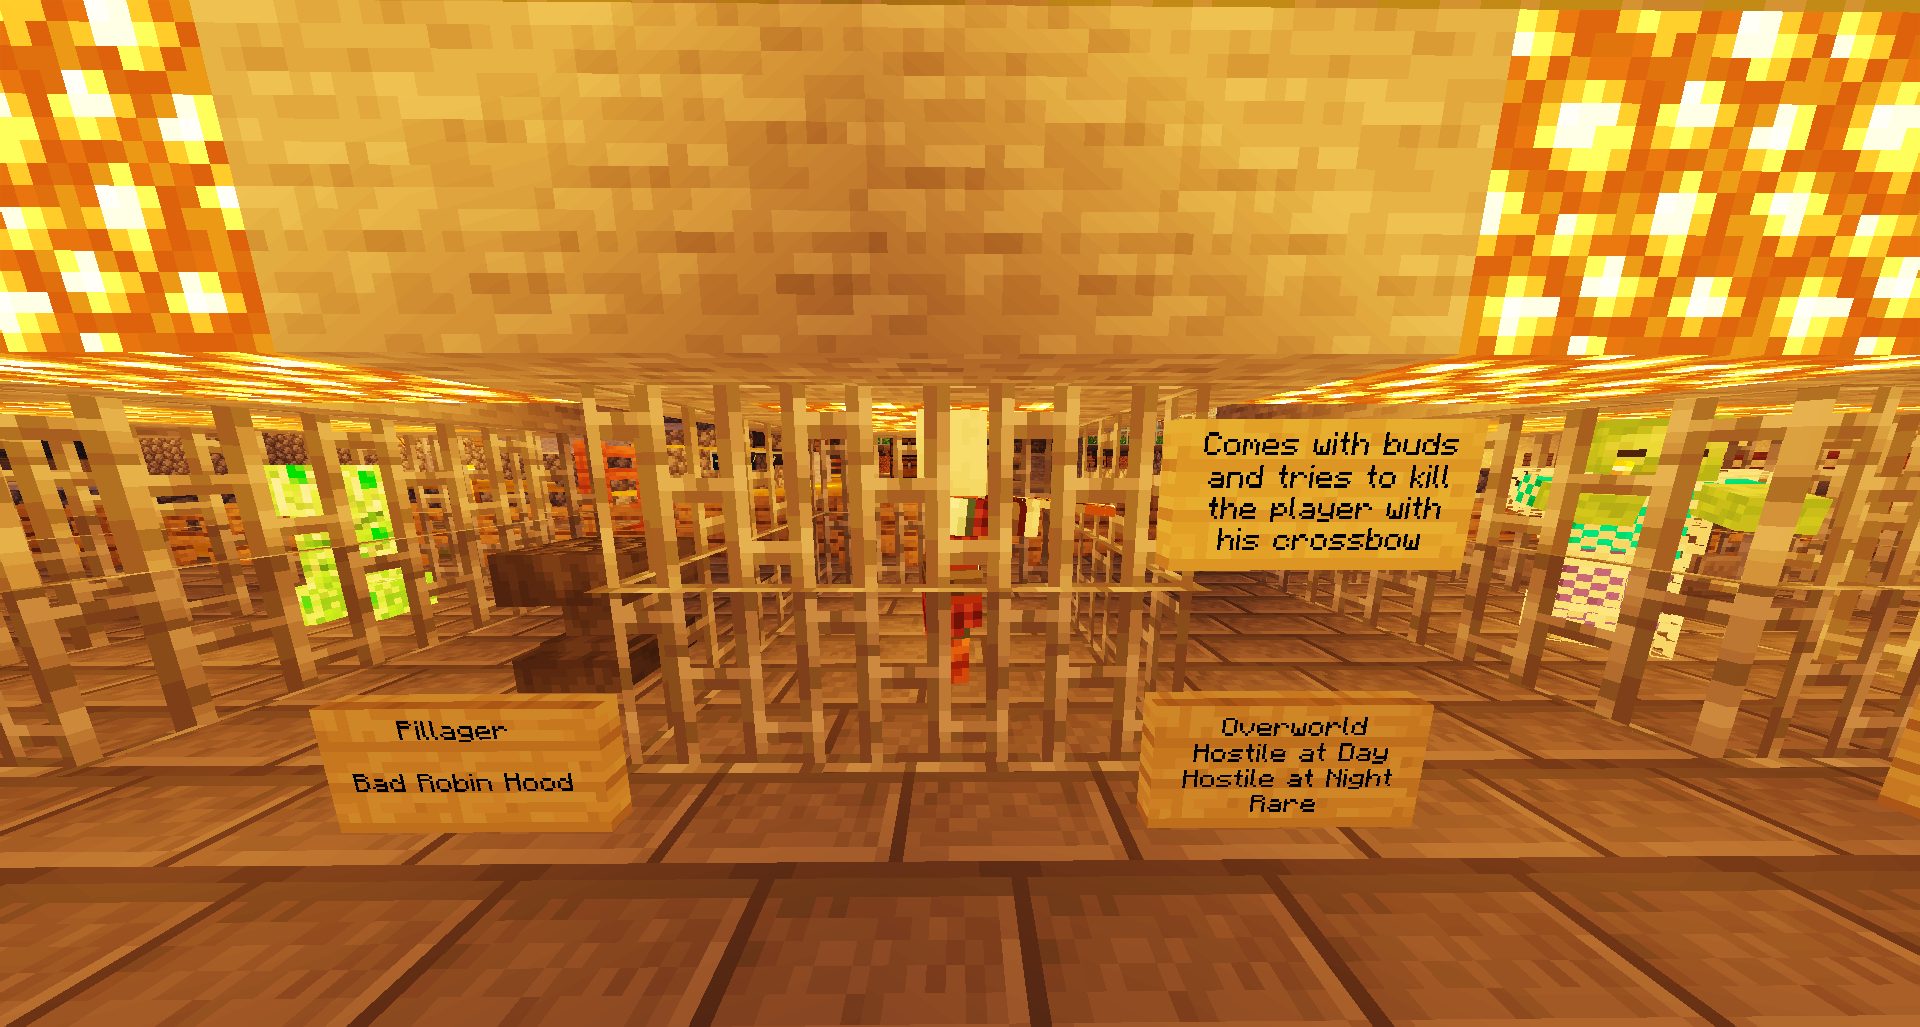 Comes with buds
and tries to kill
the player with
his crossbow
Pillager
Bad Robin Hood
Overworld
Hostile at Day
Hostile at Night
Rare